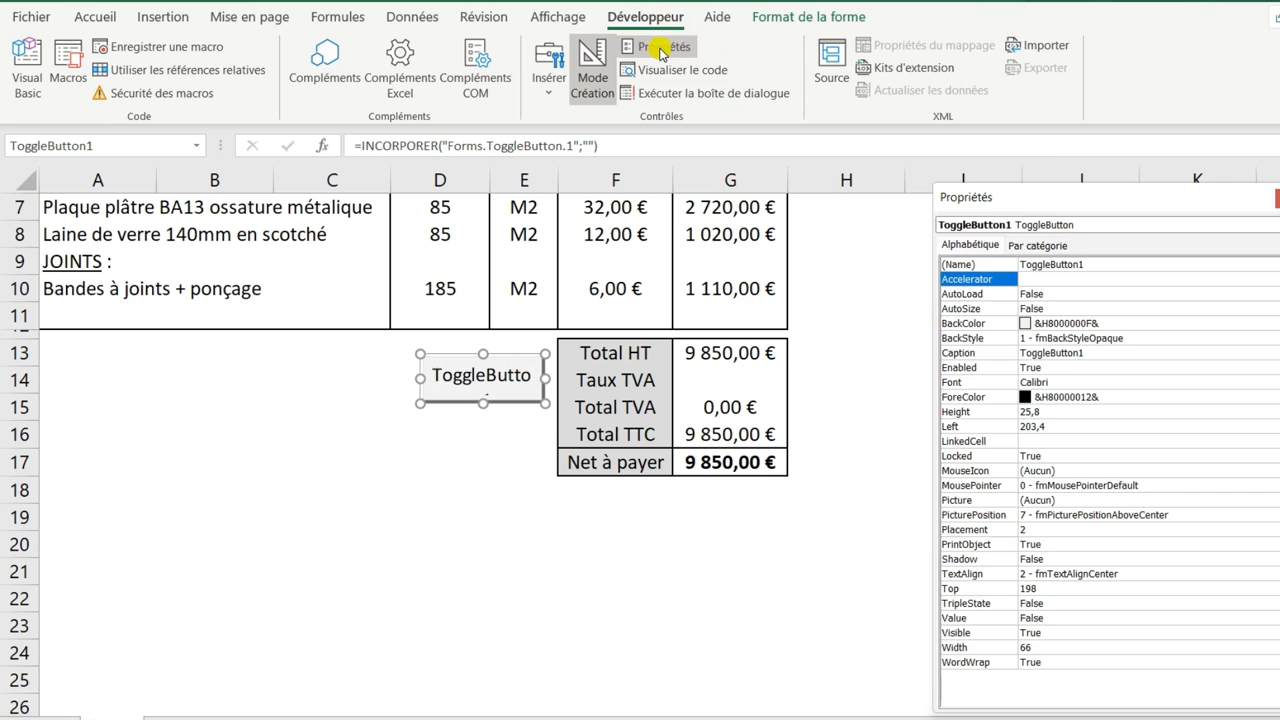 Fichier Accueil Insertion Mise en page Formules Données Révision Affichage Développeur Aide Format de la forme
Visual Basic
Macros
Enregistrer une macro
Utiliser les références relatives
Sécurité des macros
Code
Compléments
Compléments Excel
Compléments COM
Compléments
Insérer
Mode Création
Propriétés
Visualiser le code
Exécuter la boîte de dialogue
Contrôles
Source
Propriétés du mappage
Kits d'extension
Actualiser les données
Importer
Exporter
XML
ToggleButton1 fx =INCORPORER("Forms.ToggleButton.1";"")
A B C D E F G H I J K
7 Plaque plâtre BA13 ossature métalique 85 M2 32,00 € 2 720,00 €
8 Laine de verre 140mm en scotché 85 M2 12,00 € 1 020,00 €
9 JOINTS :
10 Bandes à joints + ponçage 185 M2 6,00 € 1 110,00 €
11
13 Total HT 9 850,00 €
14 ToggleButto Taux TVA
15 Total TVA 0,00 €
16 Total TTC 9 850,00 €
17 Net à payer 9 850,00 €
18
19
20
21
22
23
24
25
26
Propriétés
ToggleButton1 ToggleButton
Alphabétique Par catégorie
(Name) ToggleButton1
Accelerator
AutoLoad False
AutoSize False
BackColor &H8000000F&
BackStyle 1 - fmBackStyleOpaque
Caption ToggleButton1
Enabled True
Font Calibri
ForeColor &H80000012&
Height 25,8
Left 203,4
LinkedCell
Locked True
MouseIcon (Aucun)
MousePointer 0 - fmMousePointerDefault
Picture (Aucun)
PicturePosition 7 - fmPicturePositionAboveCenter
Placement 2
PrintObject True
Shadow False
TextAlign 2 - fmTextAlignCenter
Top 198
TripleState False
Value False
Visible True
Width 66
WordWrap True